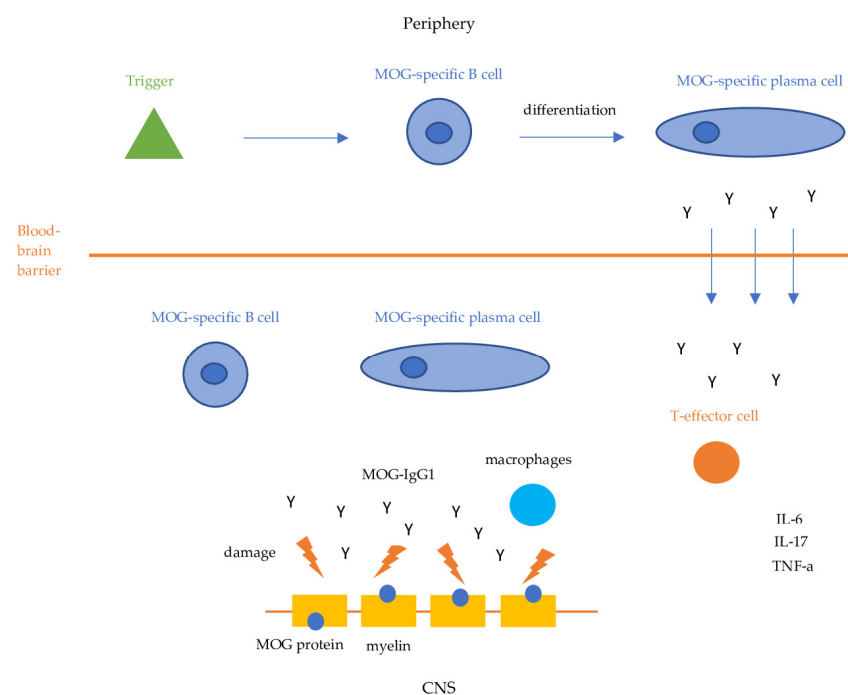 Periphery
Trigger
MOG-specific B cell
MOG-specific plasma cell
differentiation
Y Y Y Y
Blood-
brain
barrier
MOG-specific B cell
MOG-specific plasma cell
Y Y
Y Y
T-effector cell
macrophages
MOG-IgG1
Y Y Y Y
Y Y
Y Y
IL-6
IL-17
TNF-a
damage
MOG protein
myelin
CNS